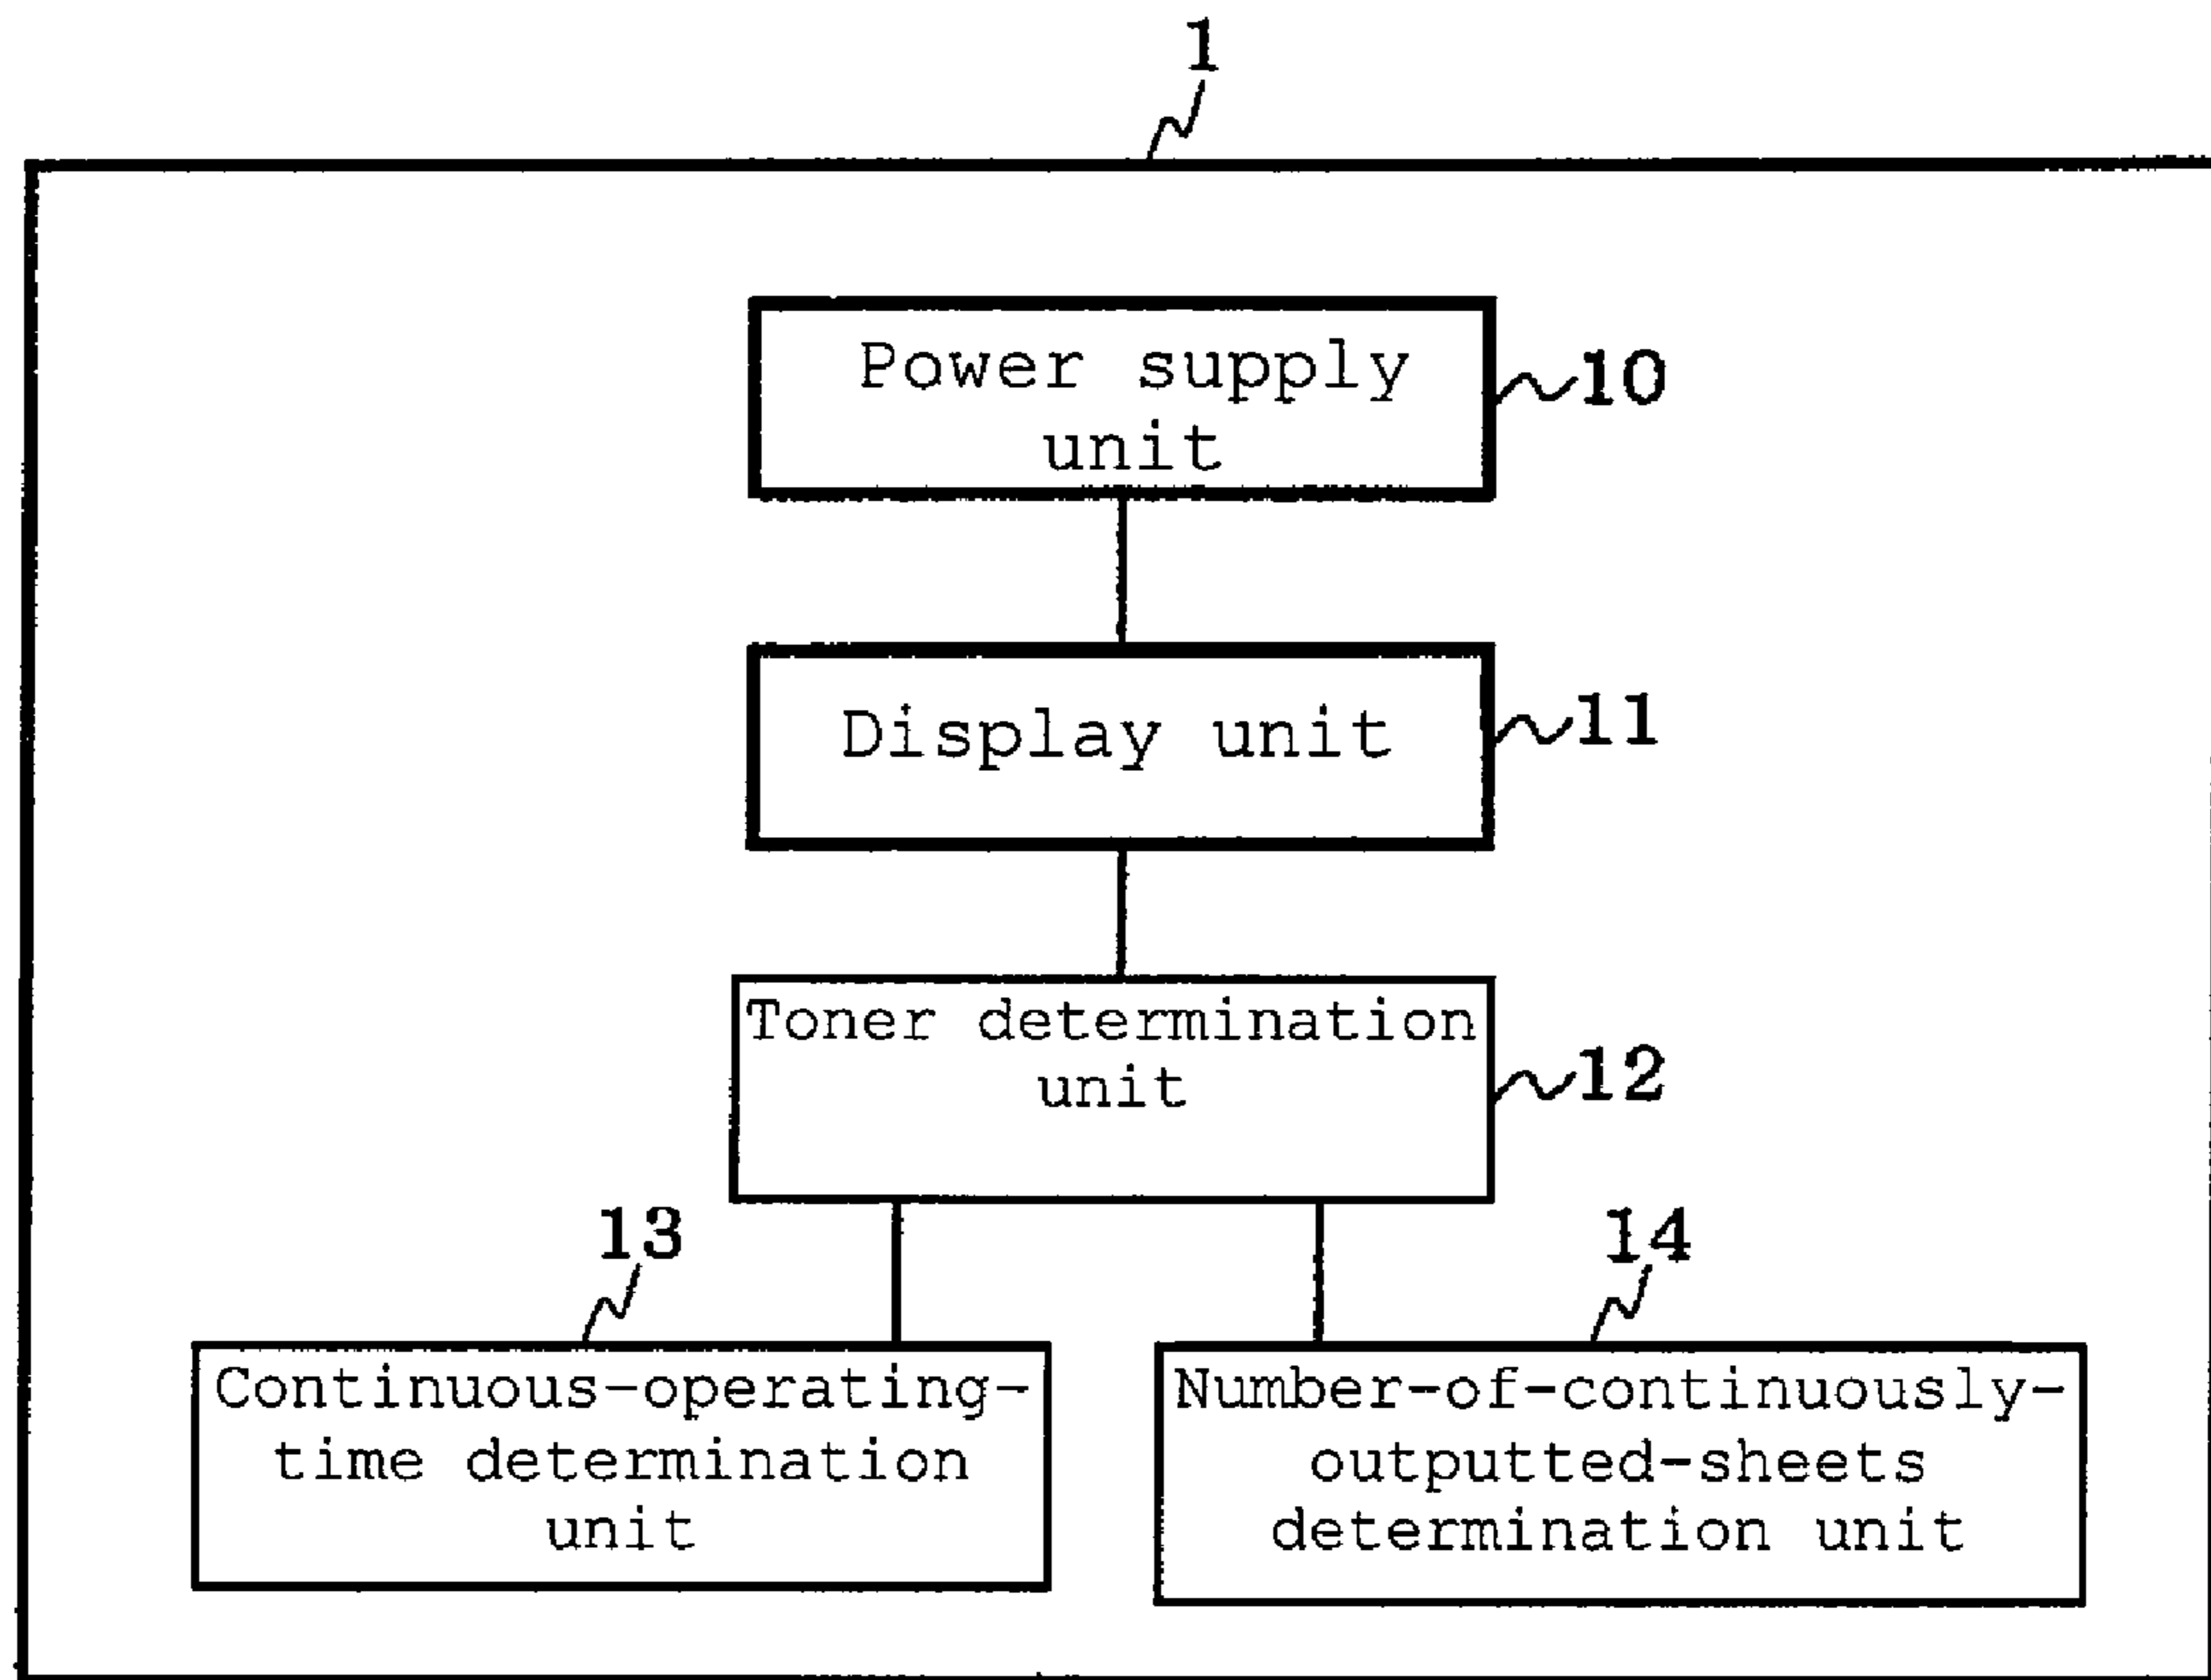 1
Power supply
unit
10
Display unit
11
Toner determination
unit
12
13
14
Continuous-operating-
time determination
unit
Number-of-continuously-
outputted-sheets
determination unit